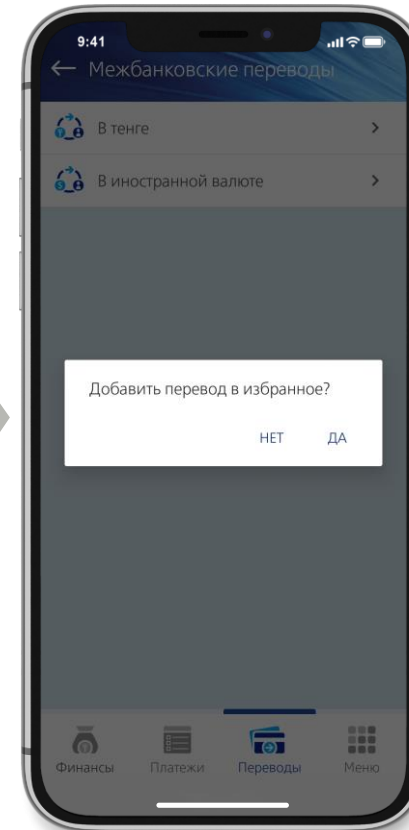 9:41
Межбанковские переводы
В тенге
В иностранной валюте
Добавить перевод в избранное?
НЕТ ДА
Финансы Платежи Переводы Меню